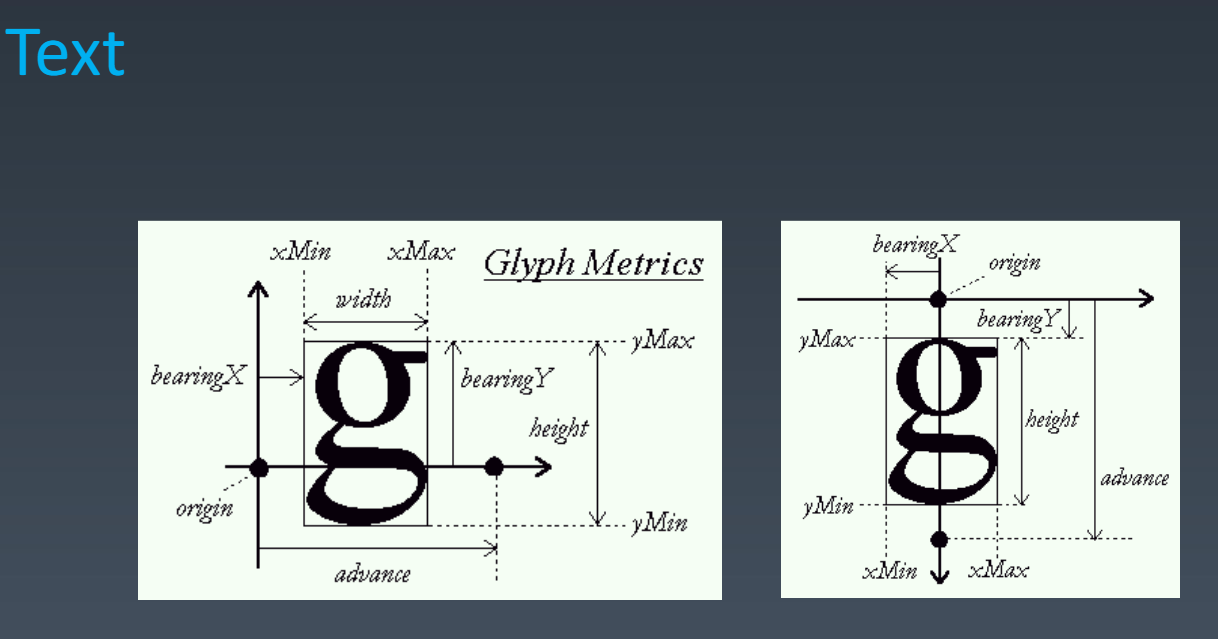 Text
xMin xMax Glyph Metrics
width
yMax
bearingX bearingY
height
origin
yMin
advance
bearingX
origin
bearingY
yMax
height
advance
yMin
xMin xMax